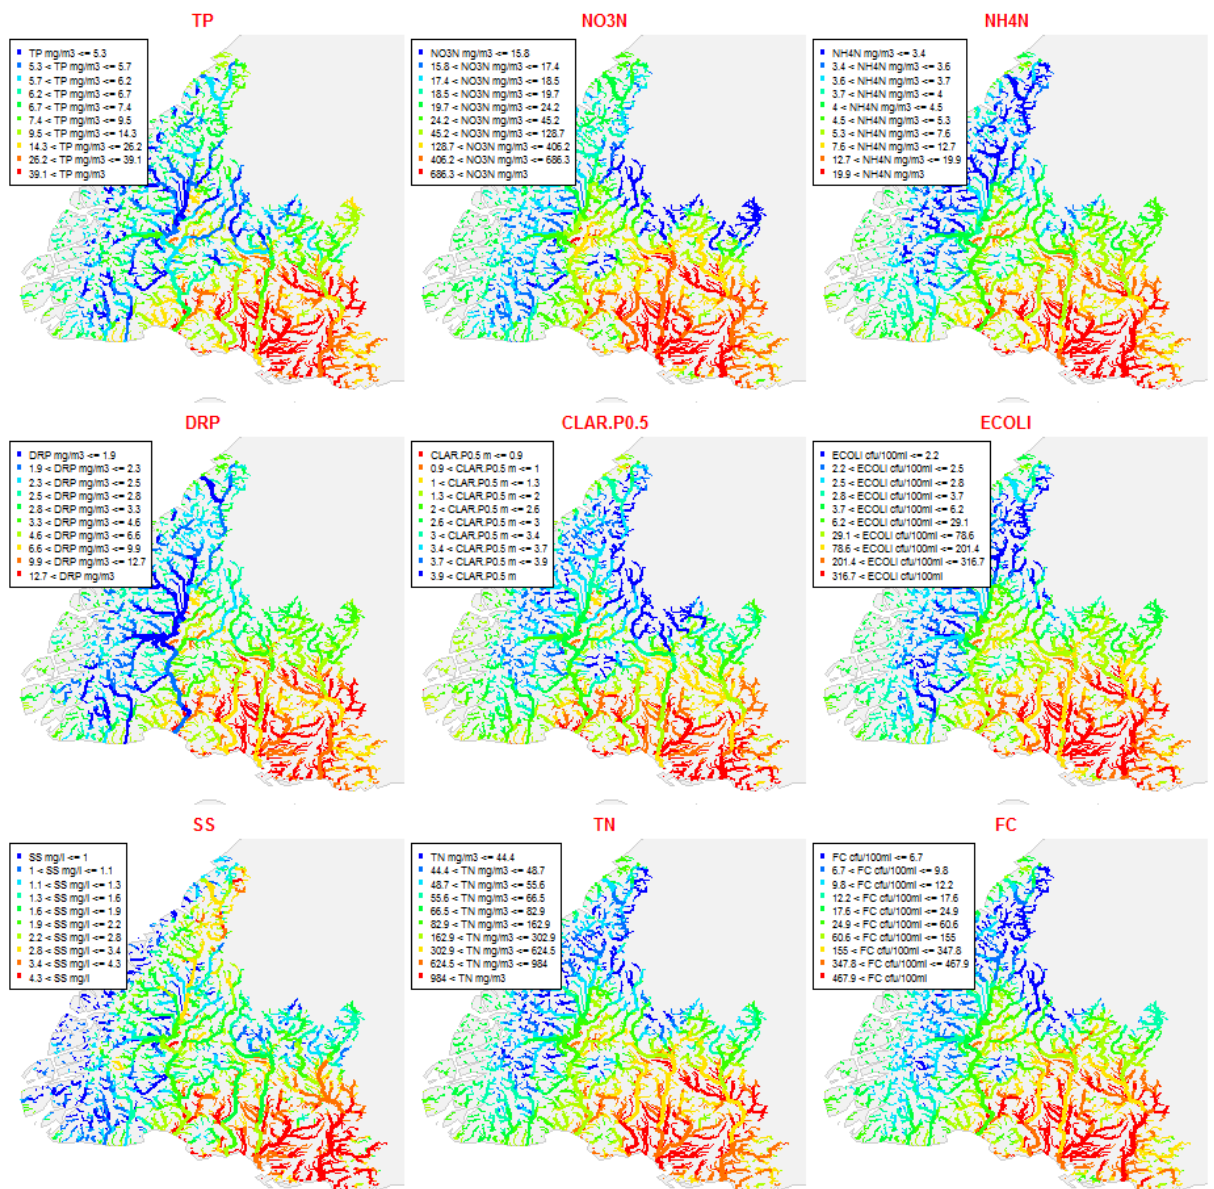 TP
TP mg/m3 <= 5.3
5.3 < TP mg/m3 <= 5.7
5.7 < TP mg/m3 <= 6.2
6.2 < TP mg/m3 <= 6.7
6.7 < TP mg/m3 <= 7.4
7.4 < TP mg/m3 <= 9.5
9.5 < TP mg/m3 <= 14.3
14.3 < TP mg/m3 <= 26.2
26.2 < TP mg/m3 <= 39.1
39.1 < TP mg/m3
NO3N
NO3N mg/m3 <= 15.8
15.8 < NO3N mg/m3 <= 17.4
17.4 < NO3N mg/m3 <= 18.5
18.5 < NO3N mg/m3 <= 19.7
19.7 < NO3N mg/m3 <= 24.2
24.2 < NO3N mg/m3 <= 45.2
45.2 < NO3N mg/m3 <= 128.7
128.7 < NO3N mg/m3 <= 406.2
406.2 < NO3N mg/m3 <= 686.3
686.3 < NO3N mg/m3
NH4N
NH4N mg/m3 <= 3.4
3.4 < NH4N mg/m3 <= 3.6
3.6 < NH4N mg/m3 <= 3.7
3.7 < NH4N mg/m3 <= 4
4 < NH4N mg/m3 <= 4.5
4.5 < NH4N mg/m3 <= 5.3
5.3 < NH4N mg/m3 <= 7.6
7.6 < NH4N mg/m3 <= 12.7
12.7 < NH4N mg/m3 <= 19.9
19.9 < NH4N mg/m3
DRP
DRP mg/m3 <= 1.9
1.9 < DRP mg/m3 <= 2.3
2.3 < DRP mg/m3 <= 2.5
2.5 < DRP mg/m3 <= 2.8
2.8 < DRP mg/m3 <= 3.3
3.3 < DRP mg/m3 <= 4.6
4.6 < DRP mg/m3 <= 6.6
6.6 < DRP mg/m3 <= 9.9
9.9 < DRP mg/m3 <= 12.7
12.7 < DRP mg/m3
CLAR.P0.5
CLAR.P0.5 m <= 0.9
0.9 < CLAR.P0.5 m <= 1
1 < CLAR.P0.5 m <= 1.3
1.3 < CLAR.P0.5 m <= 2
2 < CLAR.P0.5 m <= 2.6
2.6 < CLAR.P0.5 m <= 3
3 < CLAR.P0.5 m <= 3.4
3.4 < CLAR.P0.5 m <= 3.7
3.7 < CLAR.P0.5 m <= 3.9
3.9 < CLAR.P0.5 m
ECOLI
ECOLI cfu/100ml <= 2.2
2.2 < ECOLI cfu/100ml <= 2.5
2.5 < ECOLI cfu/100ml <= 2.8
2.8 < ECOLI cfu/100ml <= 3.7
3.7 < ECOLI cfu/100ml <= 6.2
6.2 < ECOLI cfu/100ml <= 29.1
29.1 < ECOLI cfu/100ml <= 78.6
78.6 < ECOLI cfu/100ml <= 201.4
201.4 < ECOLI cfu/100ml <= 316.7
316.7 < ECOLI cfu/100ml
SS
SS mg/l <= 1
1 < SS mg/l <= 1.1
1.1 < SS mg/l <= 1.3
1.3 < SS mg/l <= 1.6
1.6 < SS mg/l <= 1.9
1.9 < SS mg/l <= 2.2
2.2 < SS mg/l <= 2.8
2.8 < SS mg/l <= 3.4
3.4 < SS mg/l <= 4.3
4.3 < SS mg/l
TN
TN mg/m3 <= 44.4
44.4 < TN mg/m3 <= 48.7
48.7 < TN mg/m3 <= 55.6
55.6 < TN mg/m3 <= 66.5
66.5 < TN mg/m3 <= 82.9
82.9 < TN mg/m3 <= 162.9
162.9 < TN mg/m3 <= 302.9
302.9 < TN mg/m3 <= 624.5
624.5 < TN mg/m3 <= 984
984 < TN mg/m3
FC
FC cfu/100ml <= 6.7
6.7 < FC cfu/100ml <= 9.8
9.8 < FC cfu/100ml <= 12.2
12.2 < FC cfu/100ml <= 17.6
17.6 < FC cfu/100ml <= 24.9
24.9 < FC cfu/100ml <= 60.6
60.6 < FC cfu/100ml <= 155
155 < FC cfu/100ml <= 347.8
347.8 < FC cfu/100ml <= 467.9
467.9 < FC cfu/100ml